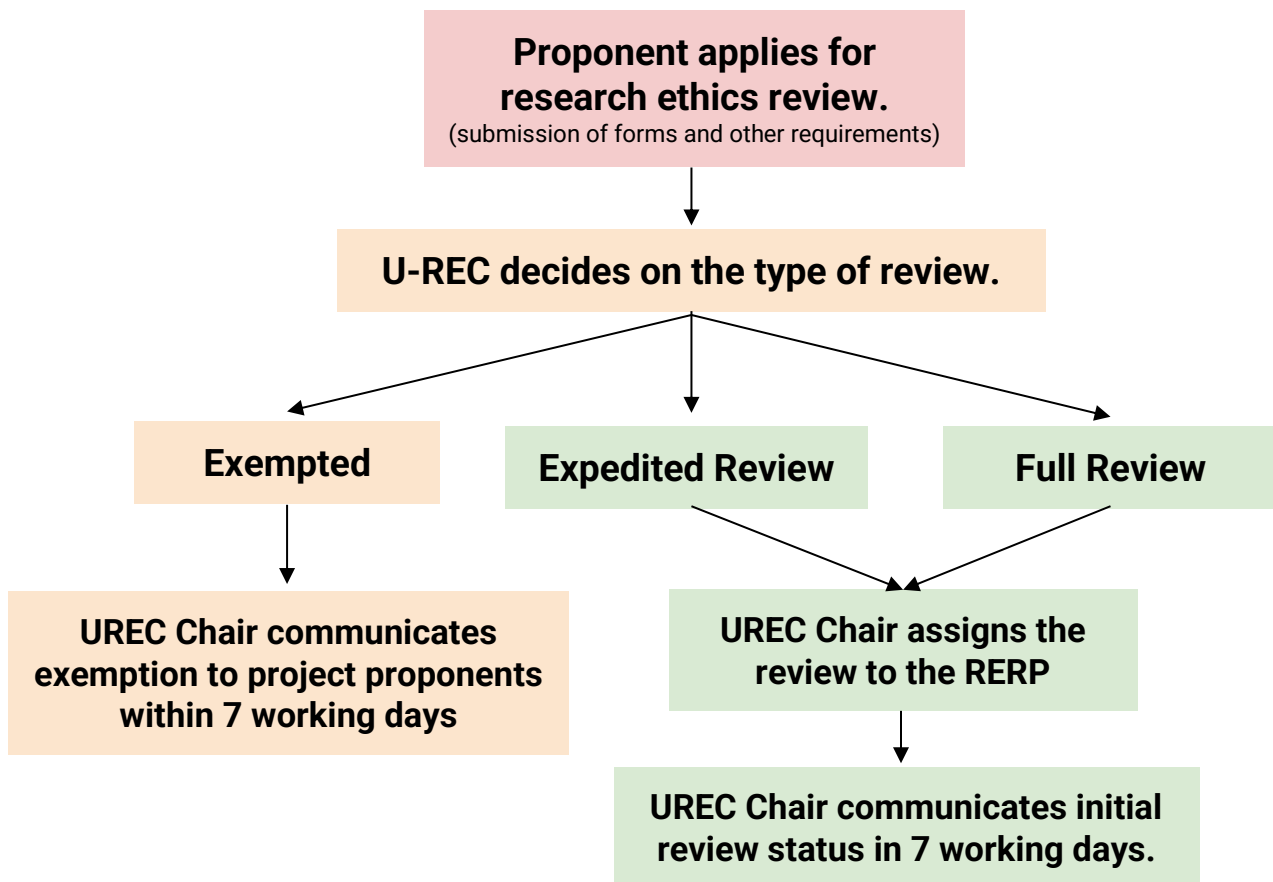 Proponent applies for
research ethics review.
(submission of forms and other requirements)
U-REC decides on the type of review.
Exempted
Expedited Review
Full Review
UREC Chair communicates
exemption to project proponents
within 7 working days
UREC Chair assigns the
review to the RERP
UREC Chair communicates initial
review status in 7 working days.